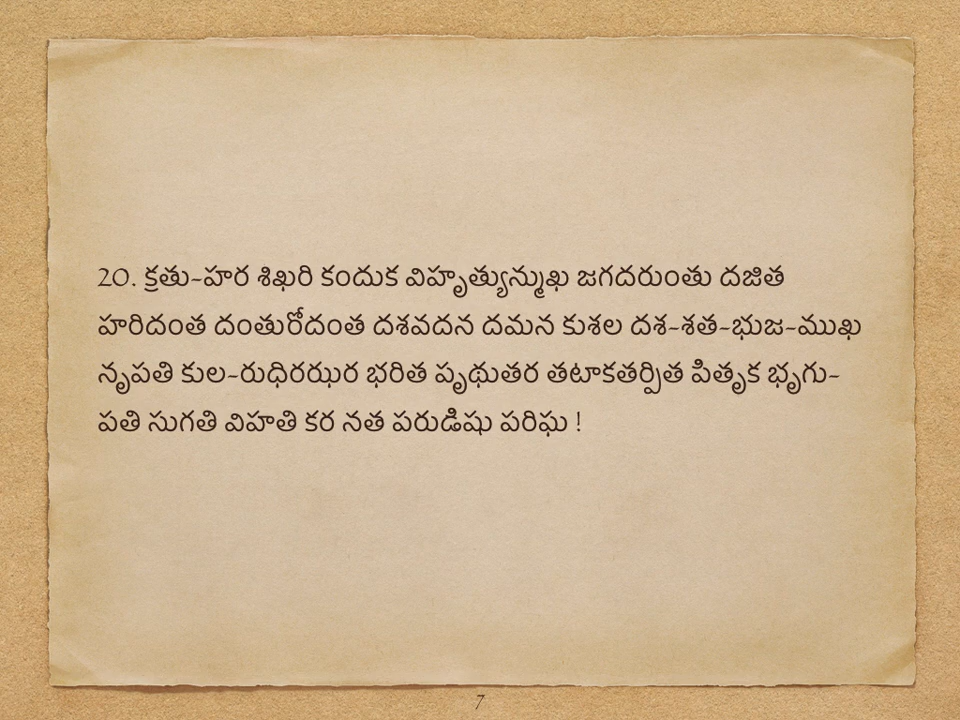 20. క్రతు-హర శిఖరి కందుక విహృత్యున్ముఖ జగదరుంతు దజిత
హరిదంత దంతురోదంత దశవదన దమన కుశల దశ-శత-భుజ-ముఖ
నృపతి కుల-రుధిరఝర భరిత పృథుతర తటాకతర్పిత పితృక భృగు-
పతి సుగతి విహతి కర నత పరుడిషు పరిఘ !
7